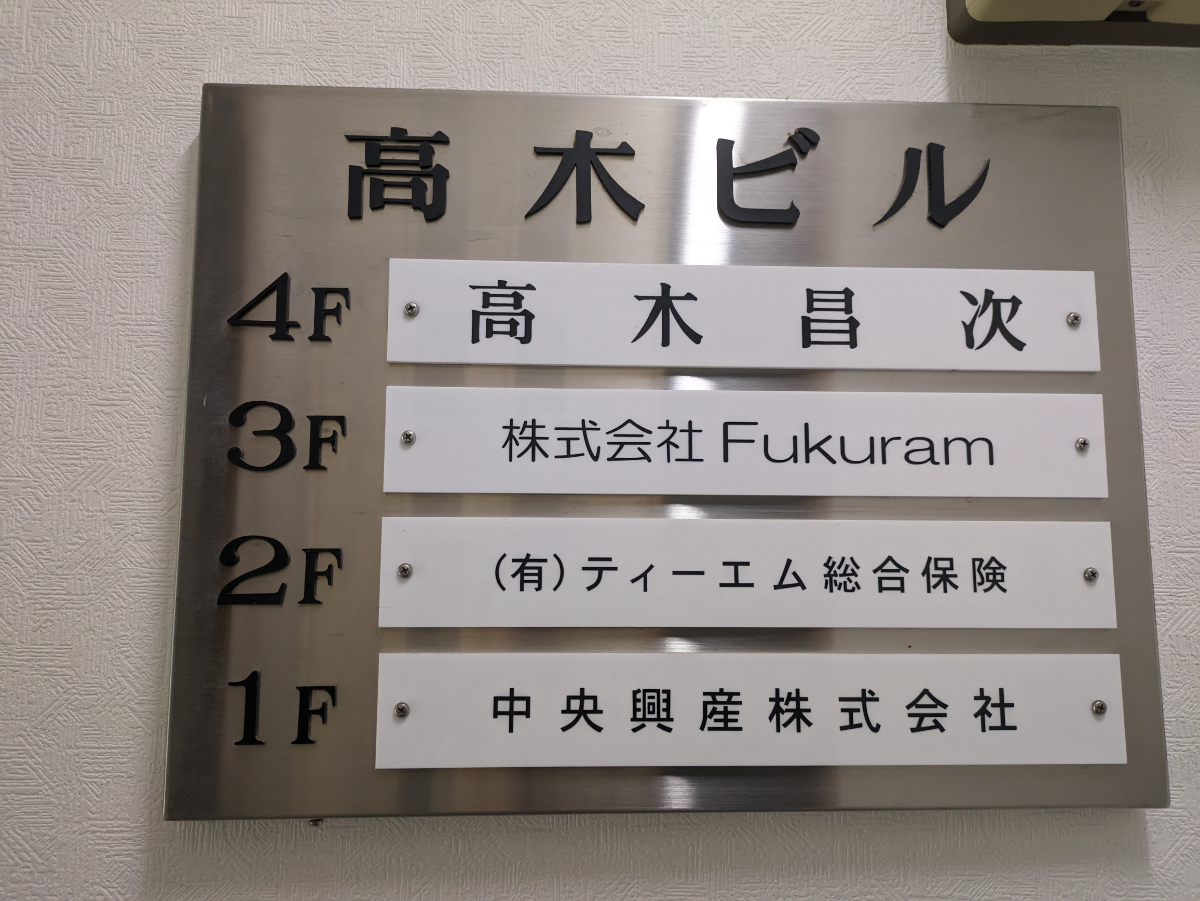 高木ビル
4F 高木昌次
3F 株式会社 Fukuram
2F (有)ティーエム総合保険
1F 中央興産株式会社